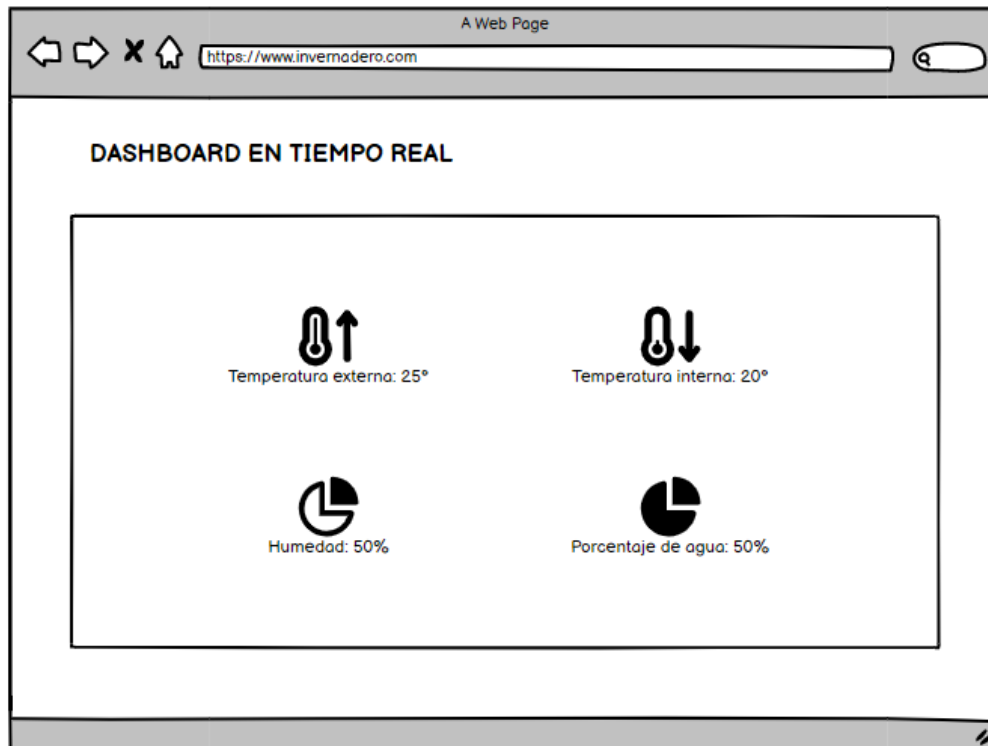 A Web Page
https://www.invernadero.com
DASHBOARD EN TIEMPO REAL
Temperatura externa: 25°
Temperatura interna: 20°
Humedad: 50%
Porcentaje de agua: 50%